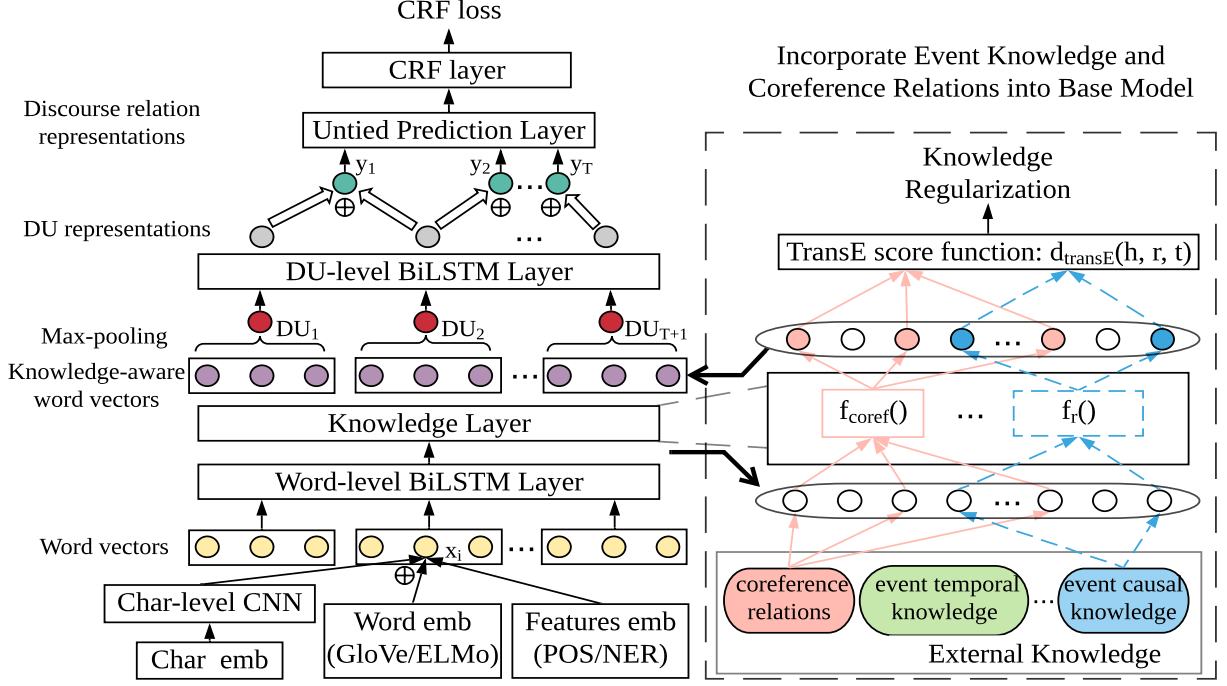 CRF loss
CRF layer
Discourse relation
representations
Untied Prediction Layer
y1
y2
...
yT
⊕
⊕
⊕
DU representations
...
DU-level BiLSTM Layer
Max-pooling
DU1
DU2
DUT+1
Knowledge-aware
word vectors
...
Knowledge Layer
Word-level BiLSTM Layer
Word vectors
xi
...
⊕
Char-level CNN
Char emb
Word emb
(GloVe/ELMo)
Features emb
(POS/NER)
Incorporate Event Knowledge and
Coreference Relations into Base Model
Knowledge
Regularization
TransE score function: dtransE(h, r, t)
...
fcoref()
...
fr()
...
coreference
relations
event temporal
knowledge
...
event causal
knowledge
External Knowledge